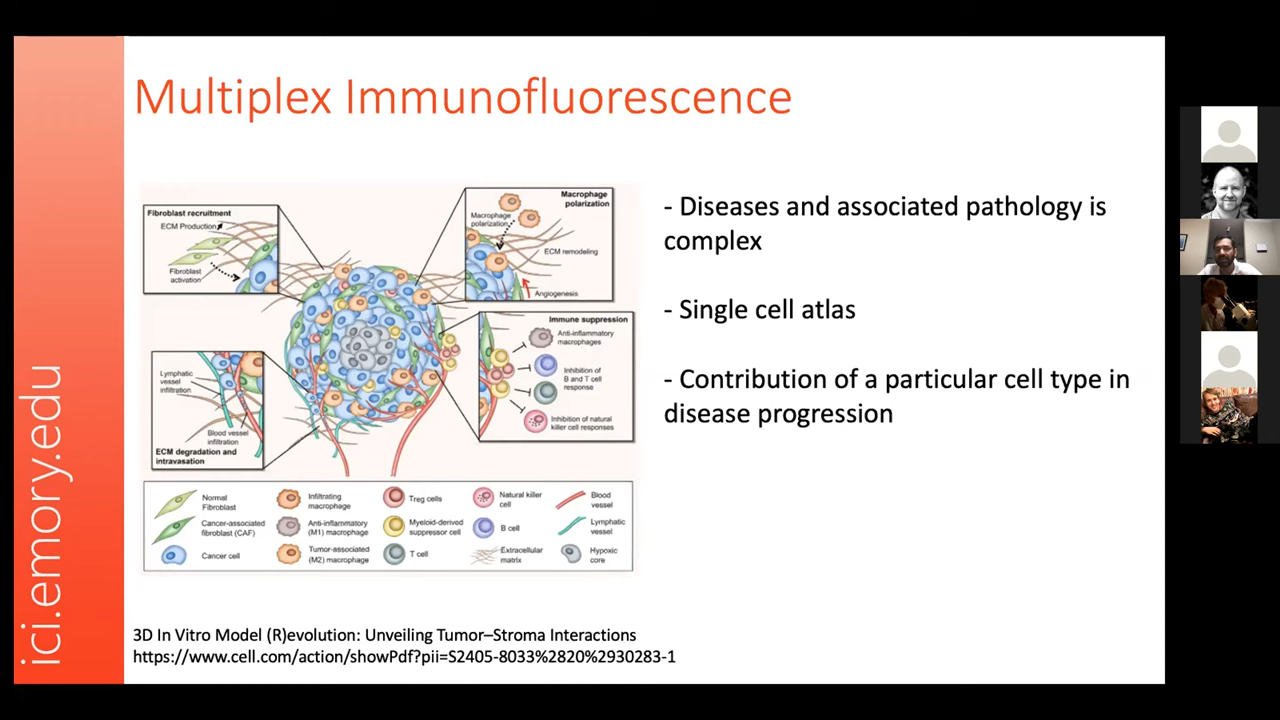 Multiplex Immunofluorescence
Fibroblast recruitment
ECM Production
Fibroblast
activation
Macrophage
polarization
Macrophage
polarization
ECM remodeling
Angiogenesis
Lymphatic
vessel
infiltration
Blood vessel
infiltration
ECM degradation and
intravasation
Immune suppression
Anti-inflammatory
macrophages
Inhibition of
B and T cell
response
Inhibition of natural
killer cell responses
Normal
Fibroblast
Cancer-associated
fibroblast (CAF)
Cancer cell
Infiltrating
macrophage
Anti-inflammatory
(M1) macrophage
Tumor-associated
(M2) macrophage
Treg cells
Myeloid-derived
suppressor cell
T cell
Natural killer
cell
B cell
Extracellular
matrix
Blood
vessel
Lymphatic
vessel
Hypoxic
core
- Diseases and associated pathology is
complex
- Single cell atlas
- Contribution of a particular cell type in
disease progression
3D In Vitro Model (R)evolution: Unveiling Tumor–Stroma Interactions
https://www.cell.com/action/showPdf?pii=S2405-8033%2820%2930283-1
ici.emory.edu